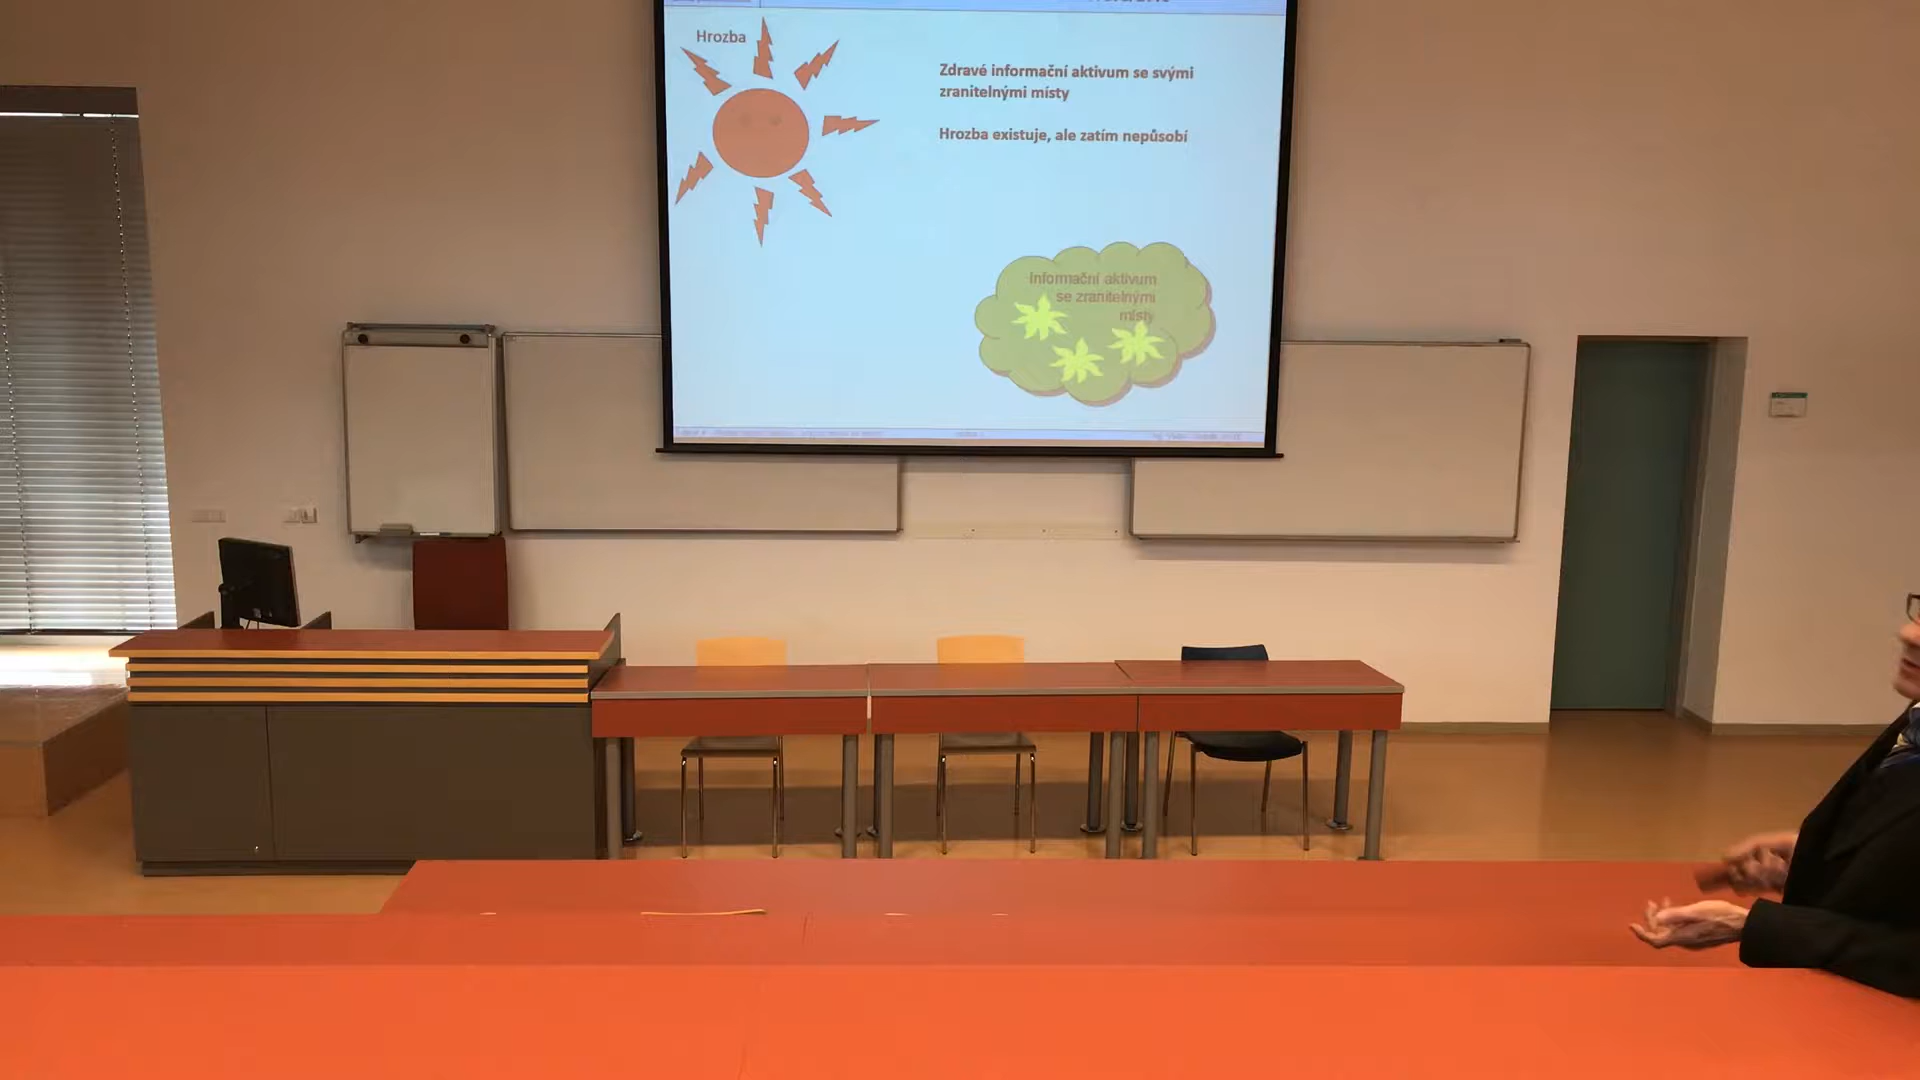 Hrozba
Zdravé informační aktivum se svými
zranitelnými místy
Hrozba existuje, ale zatím nepůsobí
Informační aktivum
se zranitelnými
místy